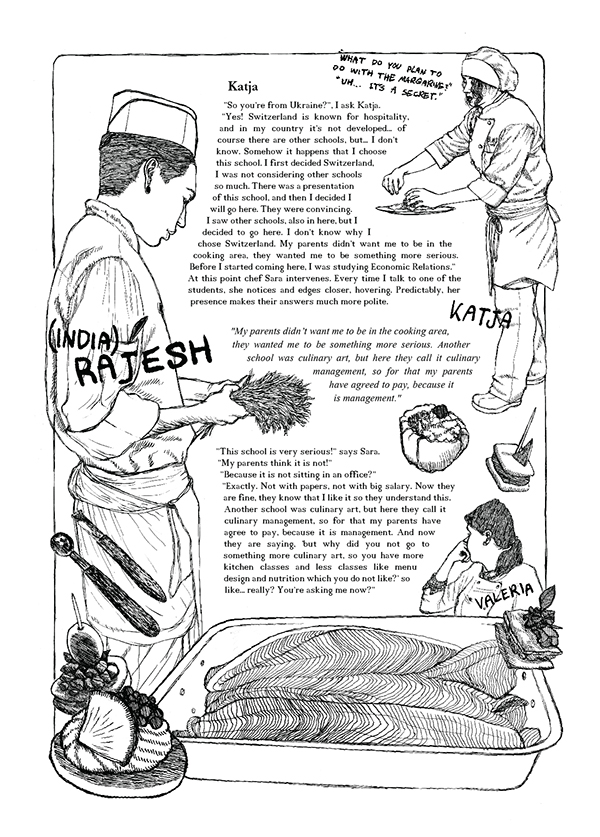 WHAT DO YOU PLAN TO
DO WITH THE MARGARINE?"
"UH... ITS A SECRET."
Katja
"So you're from Ukraine?", I ask Katja.
"Yes! Switzerland is known for hospitality,
and in my country it's not developed... of
course there are other schools, but... I don't
know. Somehow it happens that I choose
this school. I first decided Switzerland,
I was not considering other schools
so much. There was a presentation
of this school, and then I decided I
will go here. They were convincing.
I saw other schools, also in here, but I
decided to go here. I don't know why I
chose Switzerland. My parents didn't want me to be in the
cooking area, they wanted me to be something more serious.
Before I started coming here, I was studying Economic Relations."
At this point chef Sara intervenes. Every time I talk to one of the
students, she notices and edges closer, hovering. Predictably, her
presence makes their answers much more polite.
KATJA
(INDIA)
RAJESH
"My parents didn't want me to be in the cooking area,
they wanted me to be something more serious. Another
school was culinary art, but here they call it culinary
management, so for that my parents
have agreed to pay, because it
is management."
"This school is very serious!" says Sara.
"My parents think it is not!"
"Because it is not sitting in an office?"
"Exactly. Not with papers, not with big salary. Now they
are fine, they know that I like it so they understand this.
Another school was culinary art, but here they call it
culinary management, so for that my parents have
agree to pay, because it is management. And now
they are saying, 'but why did you not go to
something more culinary art, so you have more
kitchen classes and less classes like menu
design and nutrition which you do not like?' so
like... really? You're asking me now?"
VALERIA